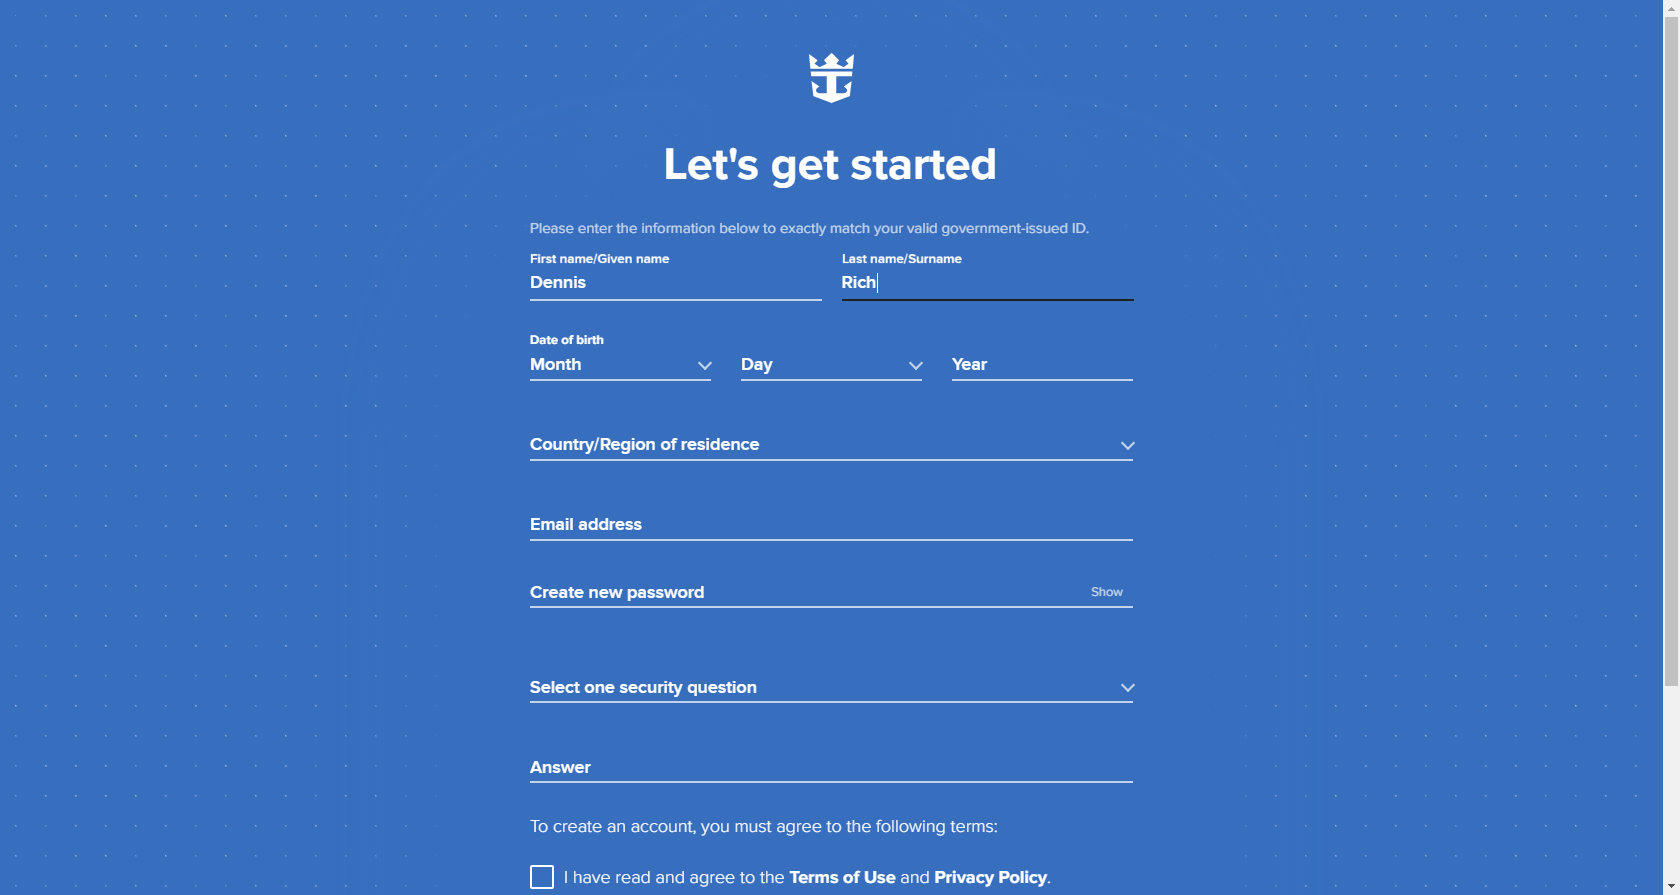 Let's get started
Please enter the information below to exactly match your valid government-issued ID.
First name/Given name
Dennis
Last name/Surname
Rich
Date of birth
Month
Day
Year
Country/Region of residence
Email address
Create new password
Show
Select one security question
Answer
To create an account, you must agree to the following terms:
I have read and agree to the Terms of Use and Privacy Policy.